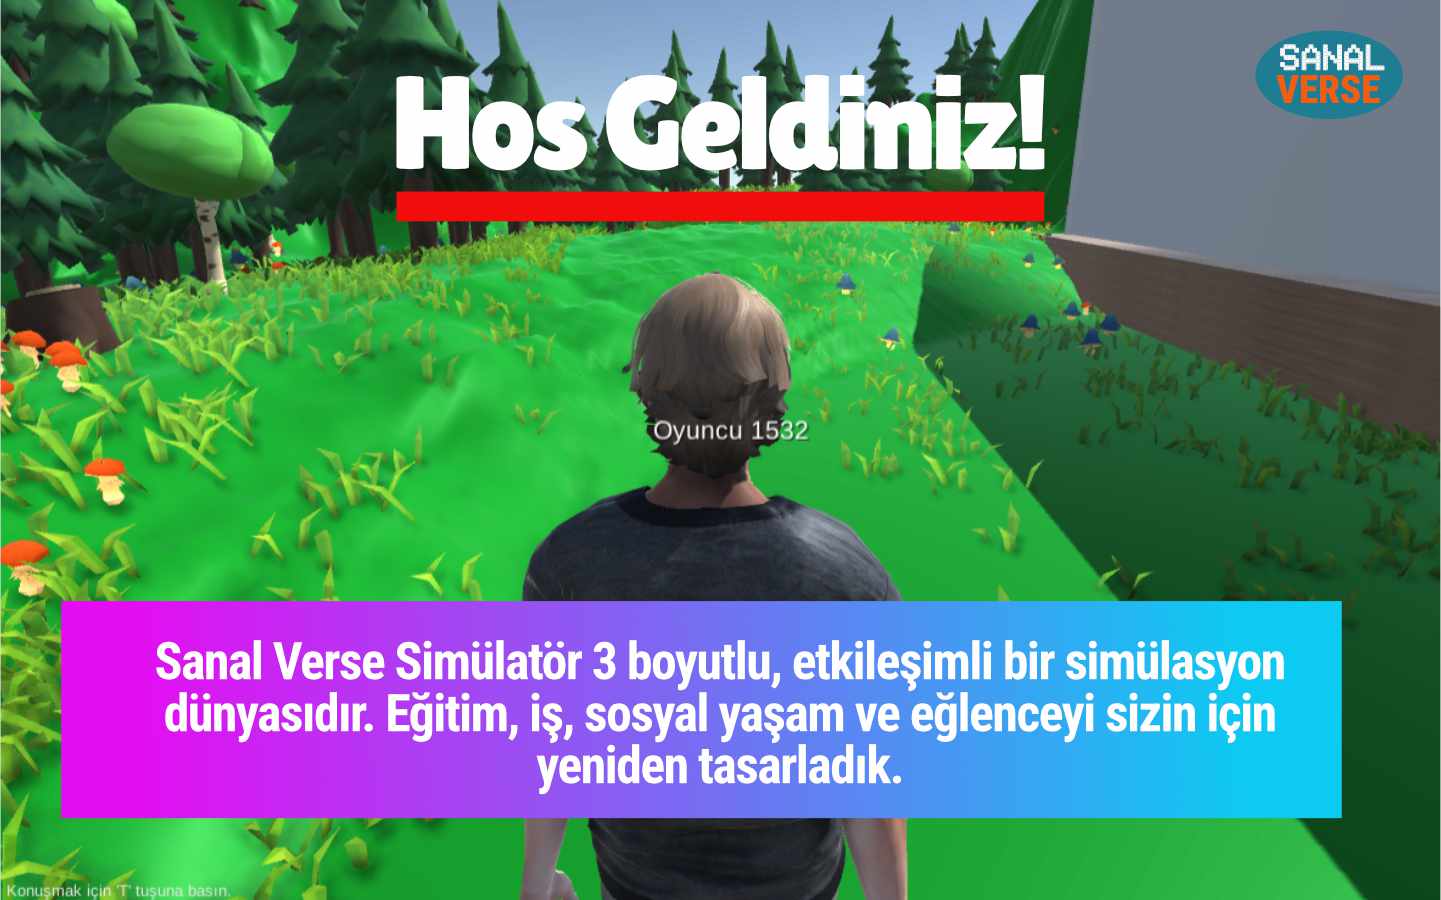 SANAL
VERSE
Hos Geldiniz!
Oyuncu 1532
Sanal Verse Simülatör 3 boyutlu, etkileşimli bir simülasyon
dünyasıdır. Eğitim, iş, sosyal yaşam ve eğlenceyi sizin için
yeniden tasarladık.
Konuşmak için 'T' tuşuna basın.